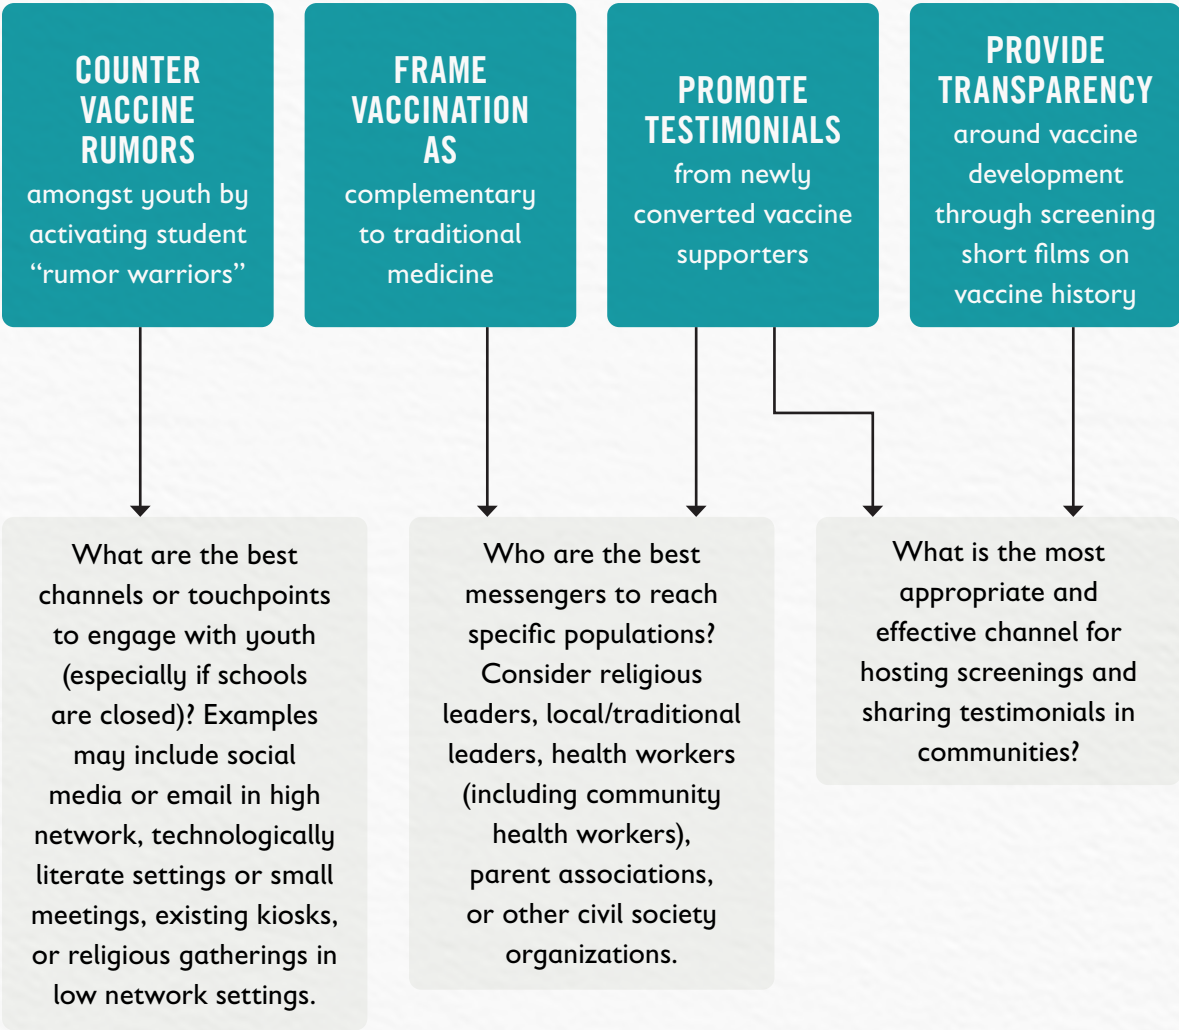 COUNTER
VACCINE
RUMORS
amongst youth by
activating student
“rumor warriors”
FRAME
VACCINATION
AS
complementary
to traditional
medicine
PROMOTE
TESTIMONIALS
from newly
converted vaccine
supporters
PROVIDE
TRANSPARENCY
around vaccine
development
through screening
short films on
vaccine history
What are the best
channels or touchpoints
to engage with youth
(especially if schools
are closed)? Examples
may include social
media or email in high
network, technologically
literate settings or small
meetings, existing kiosks,
or religious gatherings in
low network settings.
Who are the best
messengers to reach
specific populations?
Consider religious
leaders, local/traditional
leaders, health workers
(including community
health workers),
parent associations,
or other civil society
organizations.
What is the most
appropriate and
effective channel for
hosting screenings and
sharing testimonials in
communities?